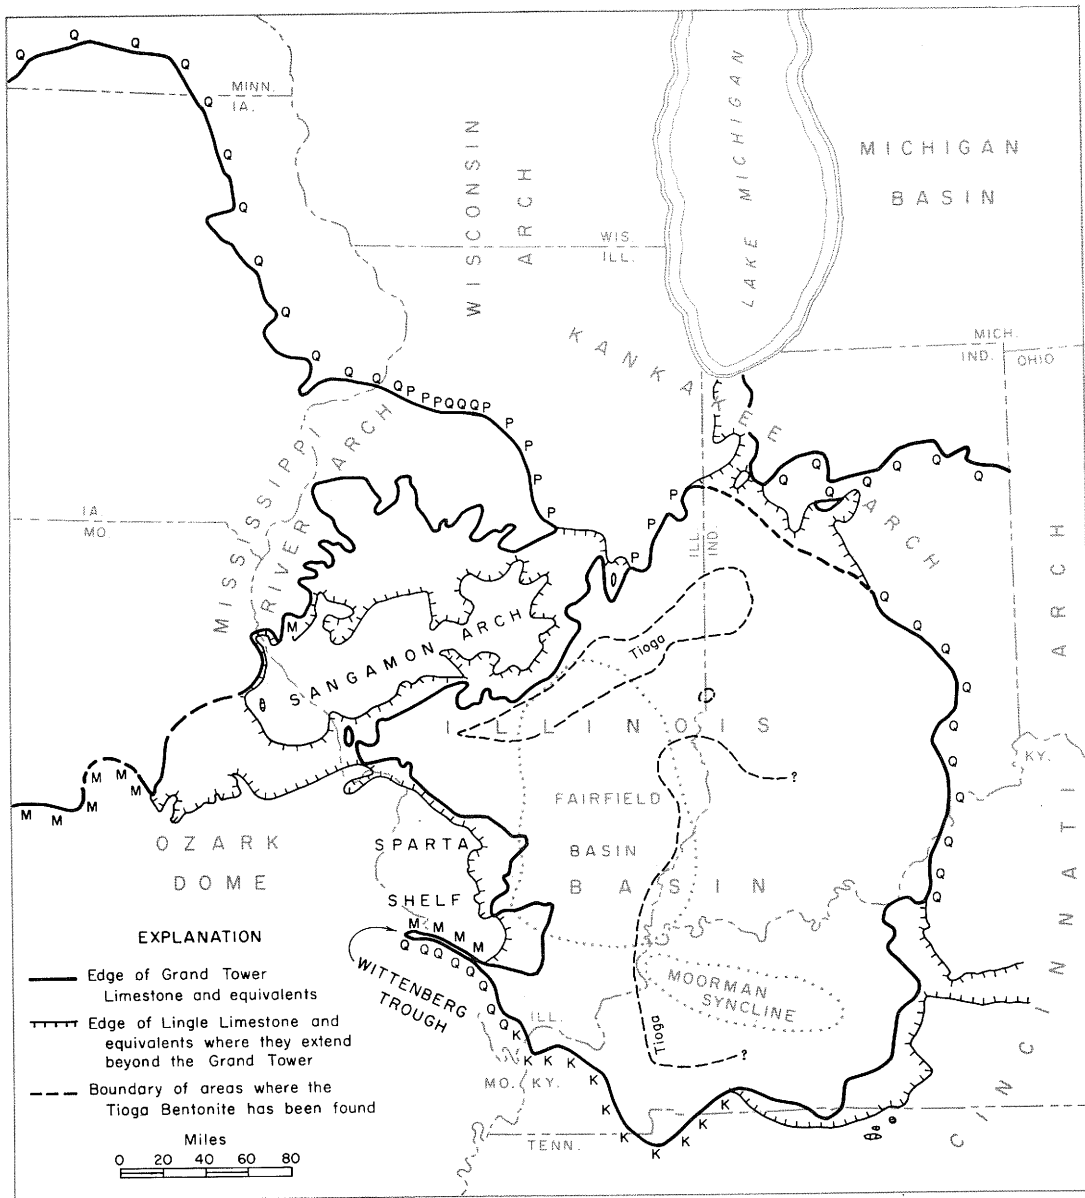 MINN.
IA.
WISCONSIN
ARCH
LAKE MICHIGAN
MICHIGAN
BASIN
WIS.
ILL.
MICH.
IND.
OHIO
KANKAKEE
ARCH
MISSISSIPPI
RIVER ARCH
IA.
MO
ILL.
IND.
SANGAMON ARCH
Tioga
ILLINOIS
BASIN
FAIRFIELD
BASIN
KY.
CINCINNATI
ARCH
OZARK
DOME
SPARTA
SHELF
WITTENBERG
TROUGH
MOORMAN
SYNCLINE
Tioga
ILL.
MO.
KY.
TENN.
Q Q Q Q Q Q Q Q Q Q Q Q Q
P P P Q Q Q P P P P P
P P P
Q Q Q Q Q
Q Q Q Q Q Q Q Q
M
M M M M M M
M M M M
Q Q Q Q Q Q Q Q
K K K K K K K K K K K
? ?
EXPLANATION
Edge of Grand Tower
Limestone and equivalents
Edge of Lingle Limestone and
equivalents where they extend
beyond the Grand Tower
Boundary of areas where the
Tioga Bentonite has been found
Miles
0 20 40 60 80